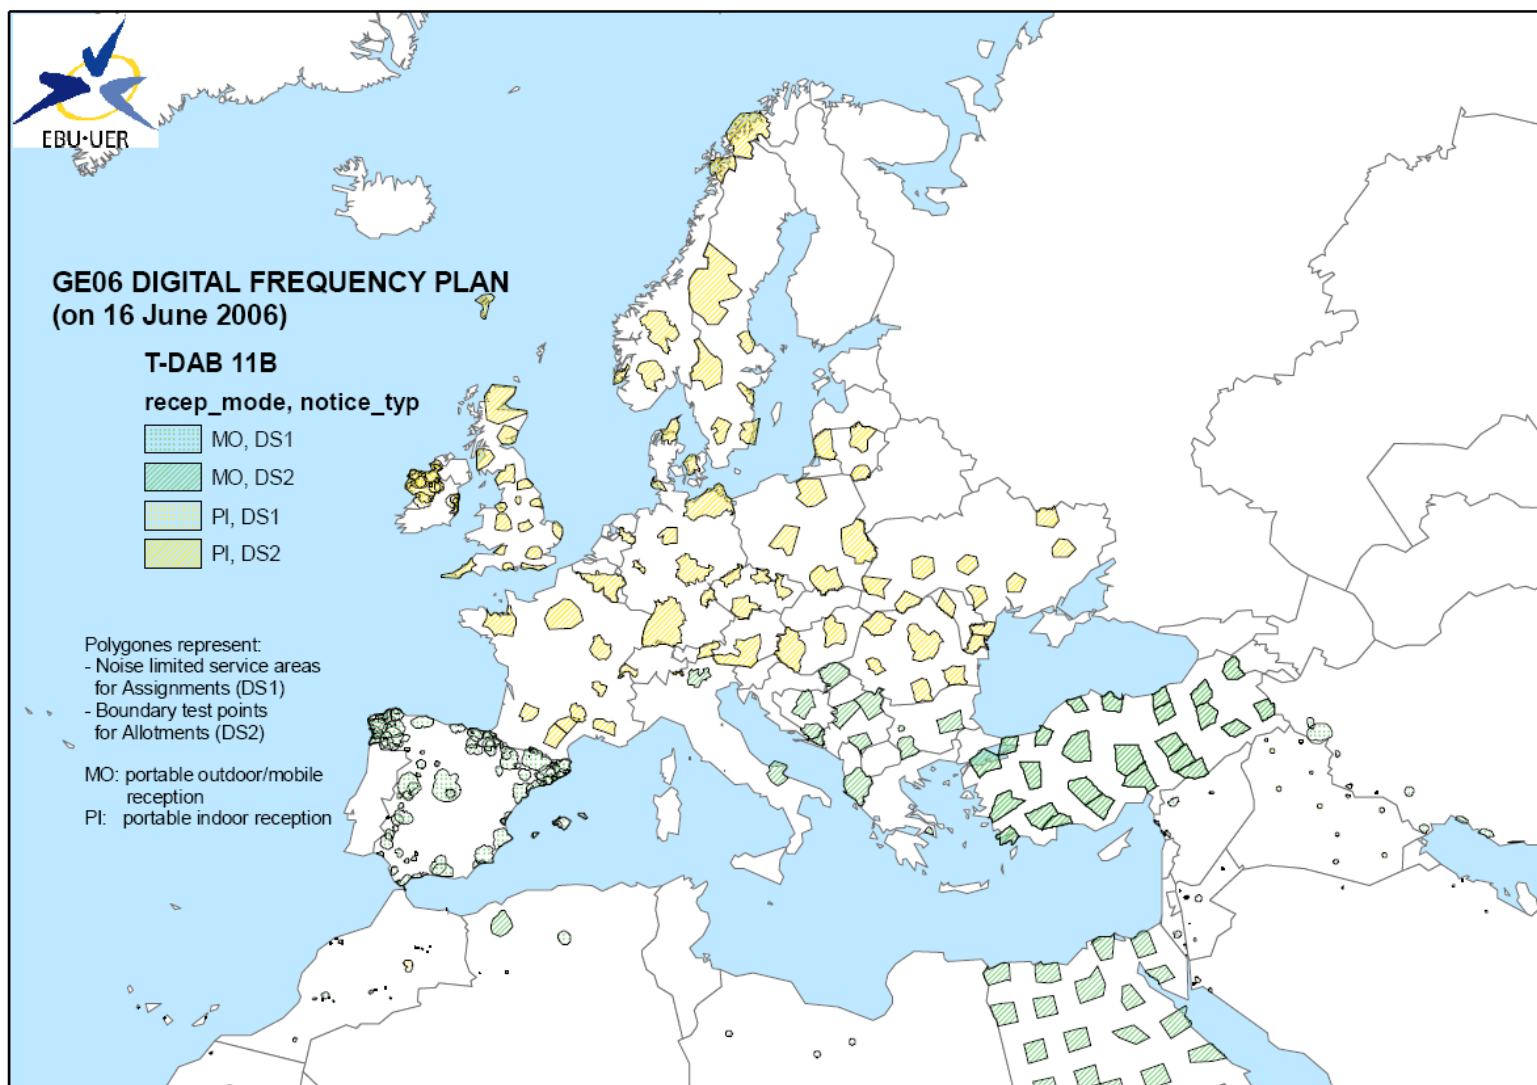 EBU·UER
GE06 DIGITAL FREQUENCY PLAN
(on 16 June 2006)
T-DAB 11B
recep_mode, notice_typ
MO, DS1
MO, DS2
PI, DS1
PI, DS2
Polygones represent:
- Noise limited service areas
for Assignments (DS1)
- Boundary test points
for Allotments (DS2)
MO: portable outdoor/mobile
reception
PI: portable indoor reception